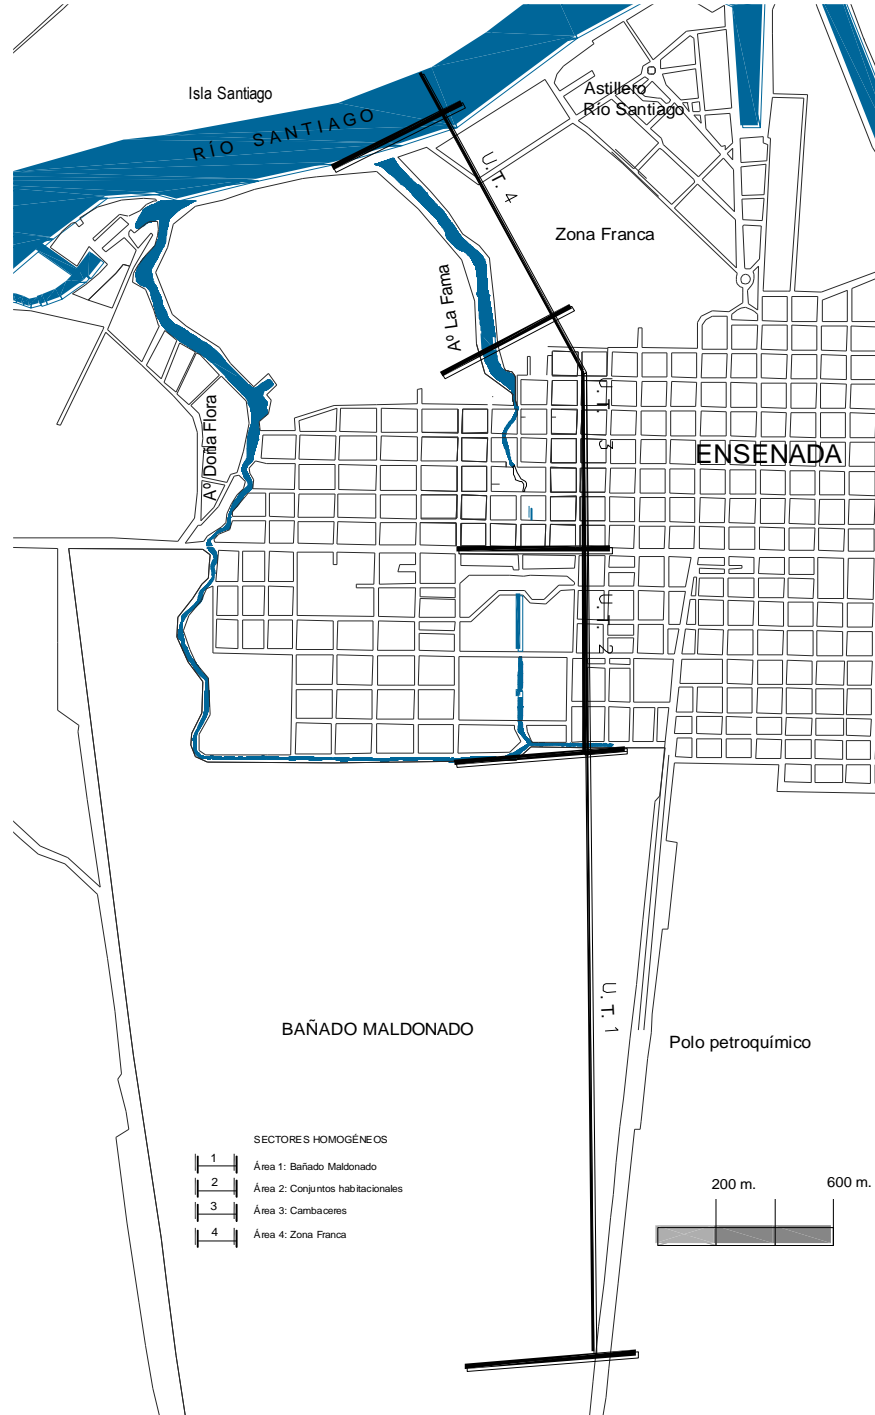 Isla Santiago
RÍO SANTIAGO
Astillero
Río Santiago
U. T. 4
Zona Franca
Aº La Fama
U. T. 3
Aº Doña Flora
ENSENADA
U. T. 2
U. T. 1
BAÑADO MALDONADO
Polo petroquímico
SECTORES HOMOGÉNEOS
1 Área 1: Bañado Maldonado
2 Área 2: Conjuntos habitacionales
3 Área 3: Cambaceres
4 Área 4: Zona Franca
200 m. 600 m.